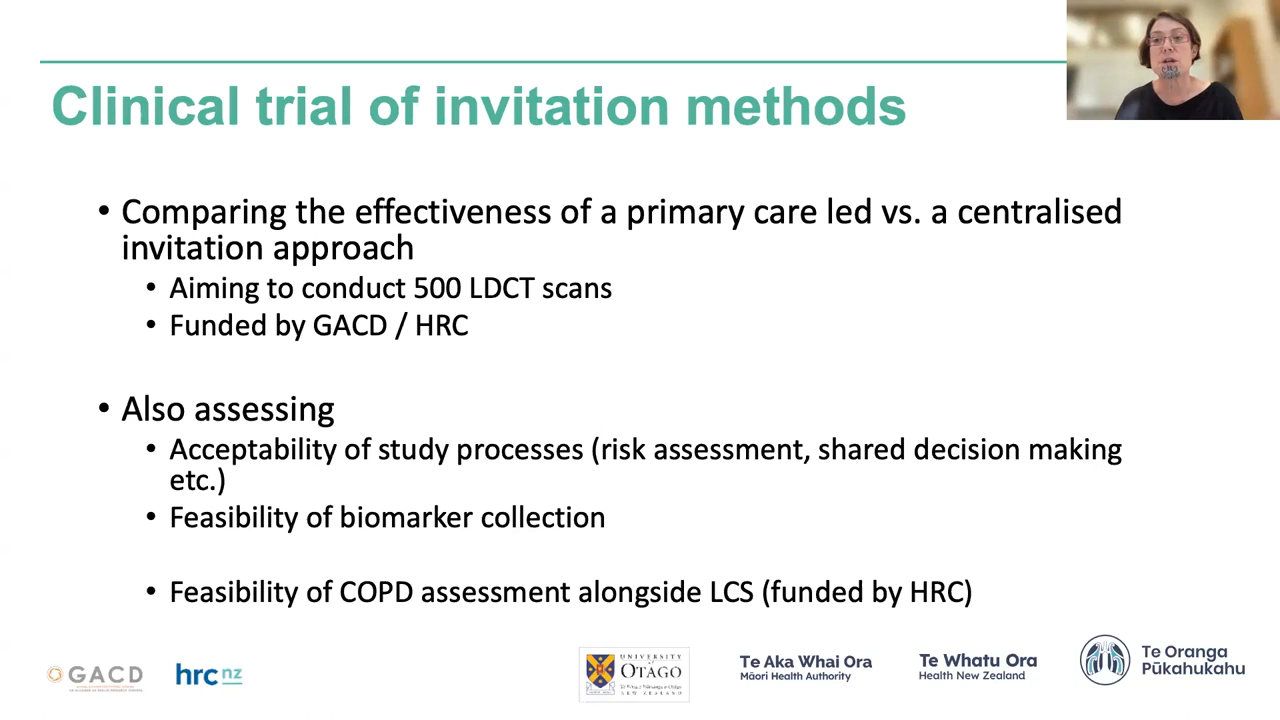 Clinical trial of invitation methods
• Comparing the effectiveness of a primary care led vs. a centralised
invitation approach
• Aiming to conduct 500 LDCT scans
• Funded by GACD / HRC
• Also assessing
• Acceptability of study processes (risk assessment, shared decision making
etc.)
• Feasibility of biomarker collection
• Feasibility of COPD assessment alongside LCS (funded by HRC)
GACD
hrc nz
UNIVERSITY
of
OTAGO
NEW ZEALAND
Te Aka Whai Ora
Māori Health Authority
Te Whatu Ora
Health New Zealand
Te Oranga
Pūkahukahu